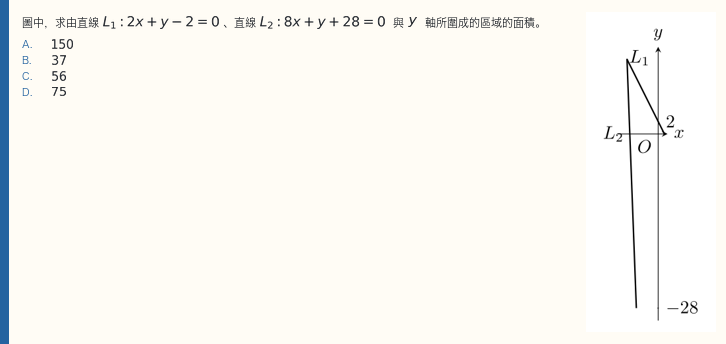 圖中，求由直線 L₁ : 2x + y − 2 = 0 、直線 L₂ : 8x + y + 28 = 0 與 y 軸所圍成的區域的面積。
A. 150
B. 37
C. 56
D. 75
y
L₁
2
L₂
x
O
−28